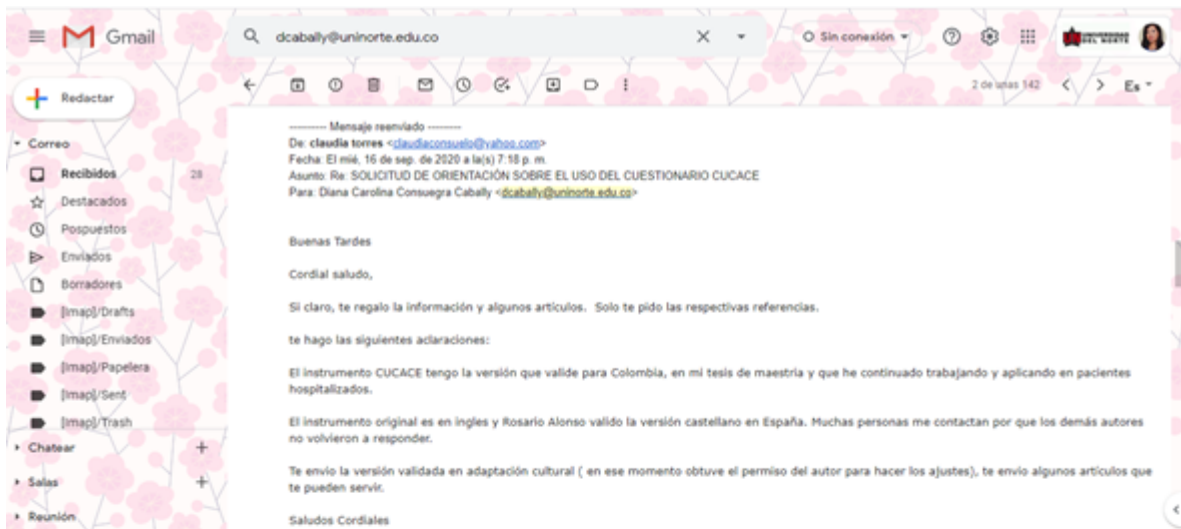 Gmail
dcabally@uninorte.edu.co
Sin conexión
UNIVERSIDAD
DEL NORTE
Redactar
2 de unas 142
Es
Correo
Recibidos 28
Destacados
Pospuestos
Enviados
Borradores
[Imap]/Drafts
[Imap]/Enviados
[Imap]/Papelera
[Imap]/Sent
[Imap]/Trash
Chatear
Salas
Reunión
---------- Mensaje reenviado ----------
De: claudia torres <claudiaconsuelo@yahoo.com>
Fecha: El mié, 16 de sep. de 2020 a la(s) 7:18 p. m.
Asunto: Re: SOLICITUD DE ORIENTACIÓN SOBRE EL USO DEL CUESTIONARIO CUCACE
Para: Diana Carolina Consuegra Cabally <dcabally@uninorte.edu.co>
Buenas Tardes
Cordial saludo,
Si claro, te regalo la información y algunos artículos. Solo te pido las respectivas referencias.
te hago las siguientes aclaraciones:
El instrumento CUCACE tengo la versión que valide para Colombia, en mi tesis de maestria y que he continuado trabajando y aplicando en pacientes
hospitalizados.
El instrumento original es en ingles y Rosario Alonso valido la versión castellano en España. Muchas personas me contactan por que los demás autores
no volvieron a responder.
Te envio la versión validada en adaptación cultural ( en ese momento obtuve el permiso del autor para hacer los ajustes), te envio algunos artículos que
te pueden servir.
Saludos Cordiales